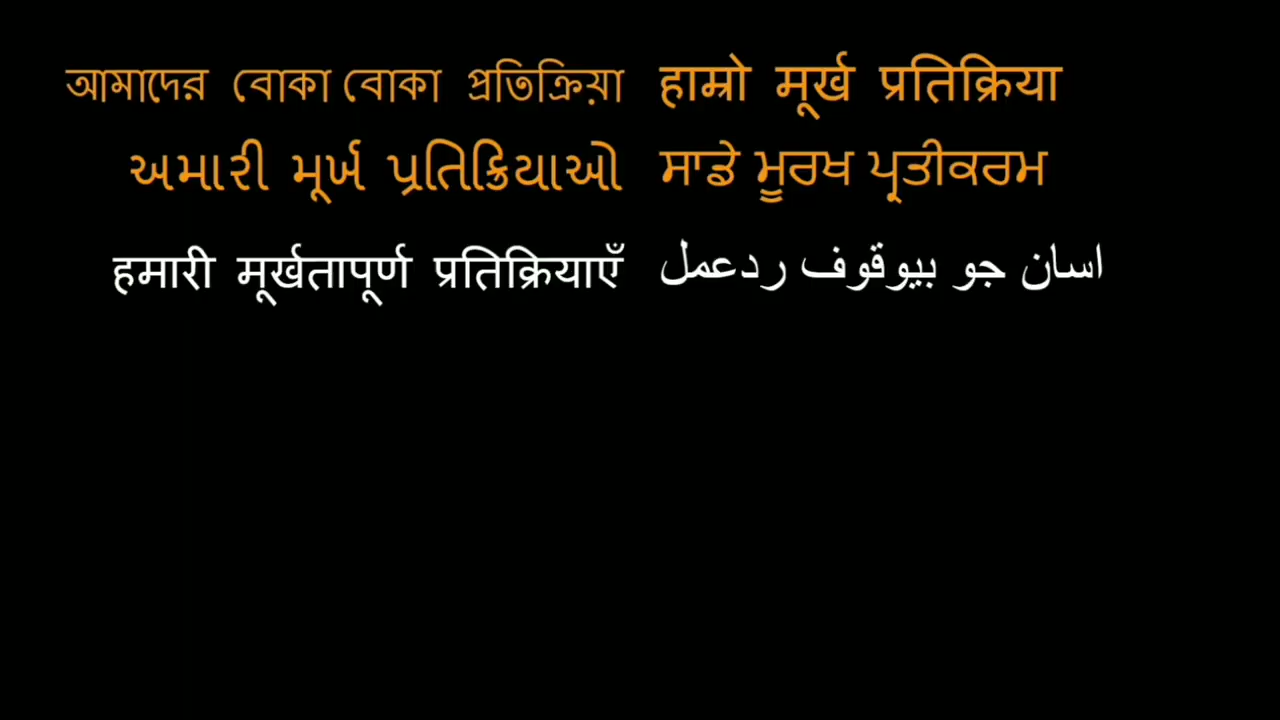 আমাদের বোকা বোকা প্রতিক্রিয়া हाम्रो मूर्ख प्रतिक्रिया
અમારી મૂર્ખ પ્રતિક્રિયાઓ ਸਾਡੇ ਮੂਰਖ ਪ੍ਰਤੀਕਰਮ
हमारी मूर्खतापूर्ण प्रतिक्रियाएँ اسان جو بيوقوف ردعمل